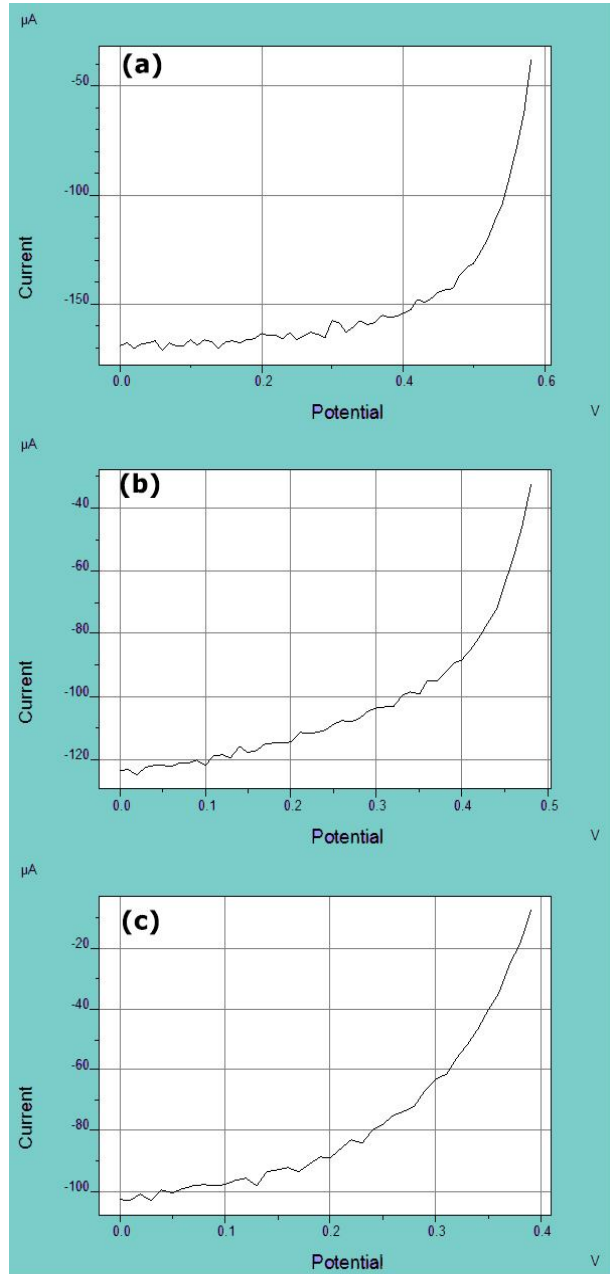 µA
(a)
-50
-100
-150
Current
0.0 0.2 0.4 0.6
Potential V
µA
(b)
-40
-60
-80
-100
-120
Current
0.0 0.1 0.2 0.3 0.4 0.5
Potential V
µA
(c)
-20
-40
-60
-80
-100
Current
0.0 0.1 0.2 0.3 0.4
Potential V